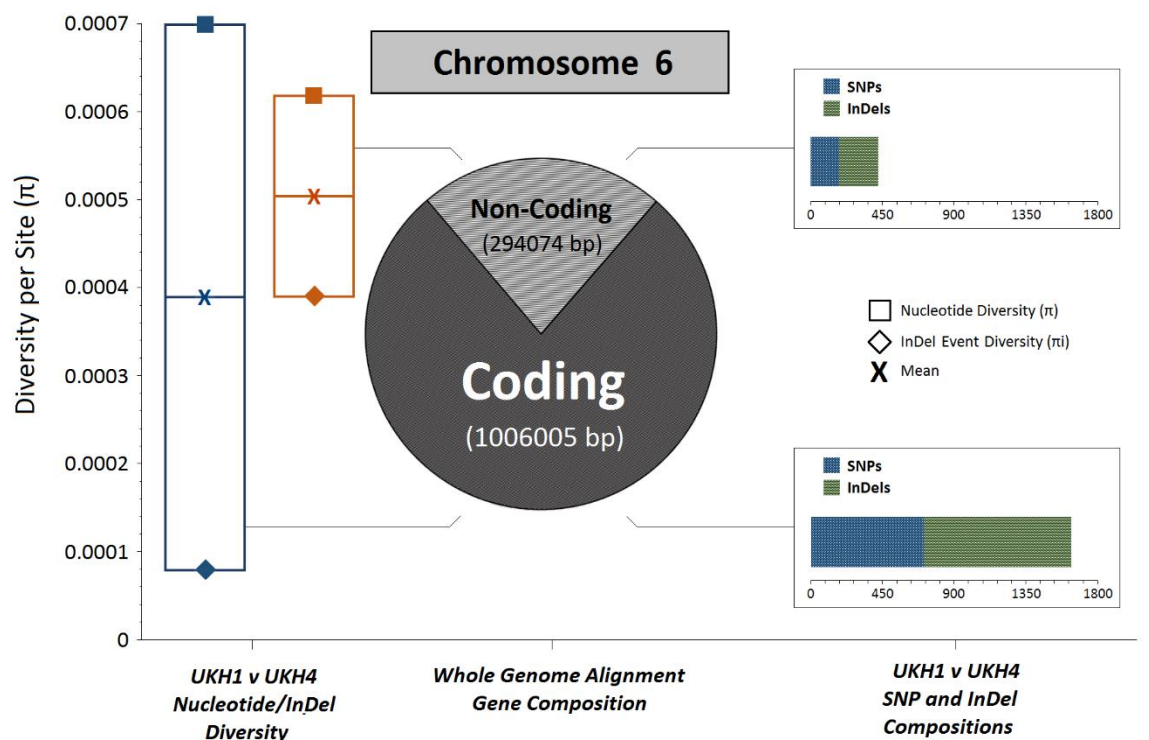 Chromosome 6
Diversity per Site (π)
0.0007
0.0006
0.0005
0.0004
0.0003
0.0002
0.0001
0
X
X
Non-Coding
(294074 bp)
Coding
(1006005 bp)
SNPs
InDels
0 450 900 1350 1800
Nucleotide Diversity (π)
InDel Event Diversity (πi)
X Mean
SNPs
InDels
0 450 900 1350 1800
UKH1 v UKH4
Nucleotide/InDel
Diversity
Whole Genome Alignment
Gene Composition
UKH1 v UKH4
SNP and InDel
Compositions